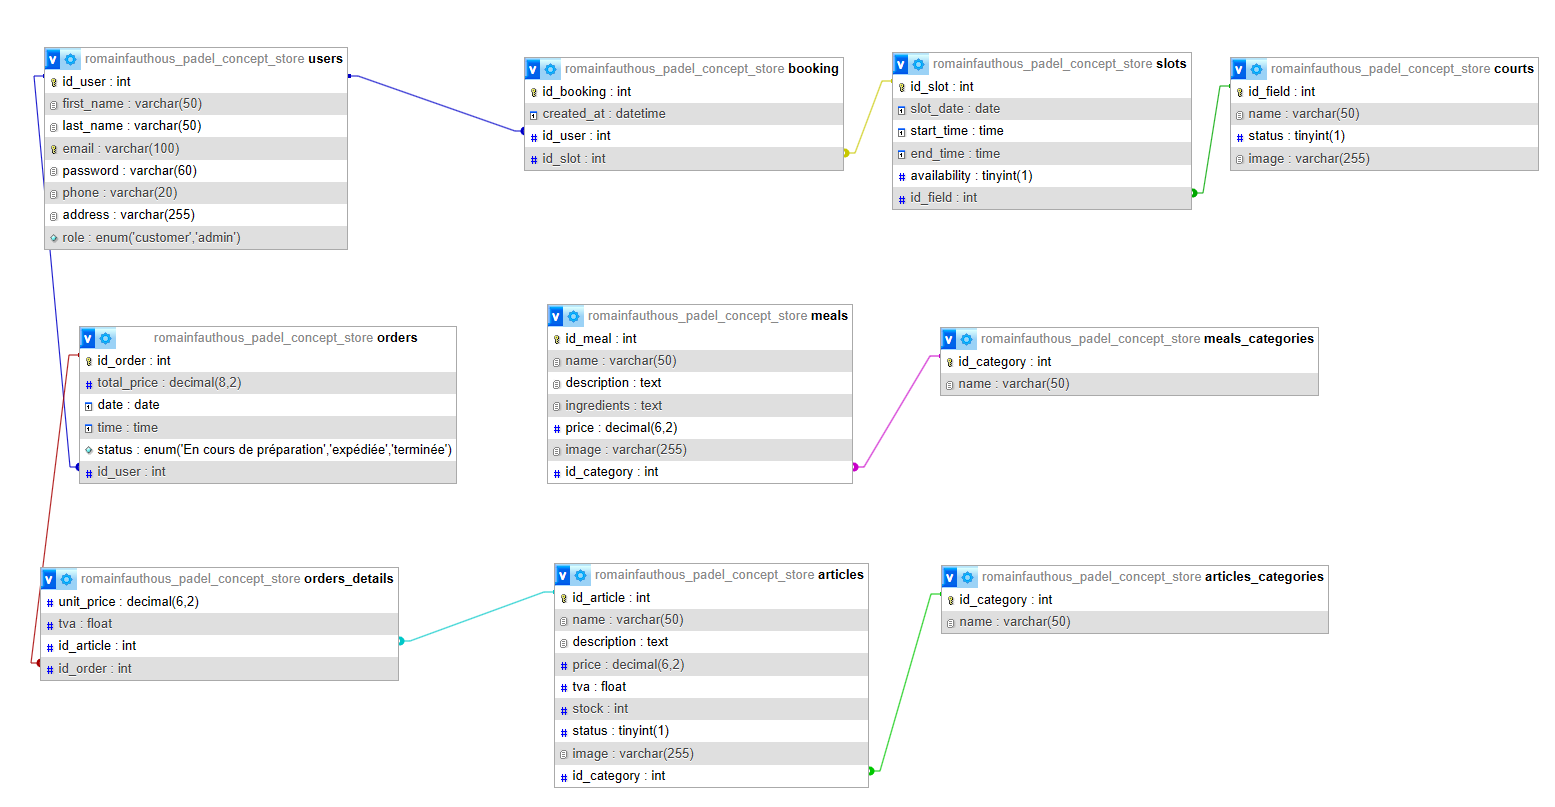 romainfauthous_padel_concept_store users
id_user : int
first_name : varchar(50)
last_name : varchar(50)
email : varchar(100)
password : varchar(60)
phone : varchar(20)
address : varchar(255)
role : enum('customer','admin')
romainfauthous_padel_concept_store booking
id_booking : int
created_at : datetime
id_user : int
id_slot : int
romainfauthous_padel_concept_store slots
id_slot : int
slot_date : date
start_time : time
end_time : time
availability : tinyint(1)
id_field : int
romainfauthous_padel_concept_store courts
id_field : int
name : varchar(50)
status : tinyint(1)
image : varchar(255)
romainfauthous_padel_concept_store orders
id_order : int
total_price : decimal(8,2)
date : date
time : time
status : enum('En cours de préparation','expédiée','terminée')
id_user : int
romainfauthous_padel_concept_store meals
id_meal : int
name : varchar(50)
description : text
ingredients : text
price : decimal(6,2)
image : varchar(255)
id_category : int
romainfauthous_padel_concept_store meals_categories
id_category : int
name : varchar(50)
romainfauthous_padel_concept_store orders_details
unit_price : decimal(6,2)
tva : float
id_article : int
id_order : int
romainfauthous_padel_concept_store articles
id_article : int
name : varchar(50)
description : text
price : decimal(6,2)
tva : float
stock : int
status : tinyint(1)
image : varchar(255)
id_category : int
romainfauthous_padel_concept_store articles_categories
id_category : int
name : varchar(50)